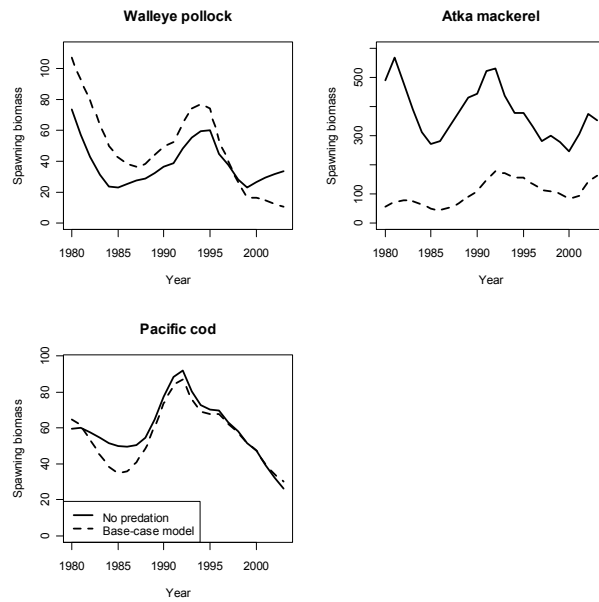 Walleye pollock
Spawning biomass
0 20 40 60 80 100
1980 1985 1990 1995 2000
Year
Atka mackerel
Spawning biomass
0 100 300 500
1980 1985 1990 1995 2000
Year
Pacific cod
Spawning biomass
0 20 40 60 80 100
No predation
Base-case model
1980 1985 1990 1995 2000
Year